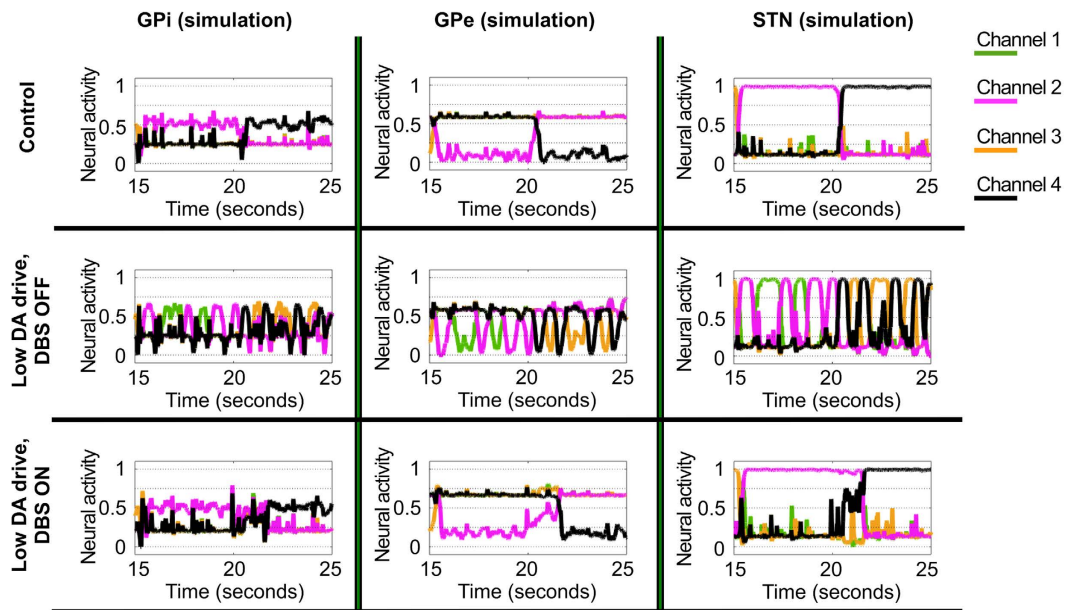 GPi (simulation) GPe (simulation) STN (simulation)
Channel 1
Channel 2
Channel 3
Channel 4
Control
Neural activity
1
0.5
0
15 20 25
Time (seconds)
Neural activity
1
0.5
0
15 20 25
Time (seconds)
Neural activity
1
0.5
0
15 20 25
Time (seconds)
Low DA drive,
DBS OFF
Neural activity
1
0.5
0
15 20 25
Time (seconds)
Neural activity
1
0.5
0
15 20 25
Time (seconds)
Neural activity
1
0.5
0
15 20 25
Time (seconds)
Low DA drive,
DBS ON
Neural activity
1
0.5
0
15 20 25
Time (seconds)
Neural activity
1
0.5
0
15 20 25
Time (seconds)
Neural activity
1
0.5
0
15 20 25
Time (seconds)